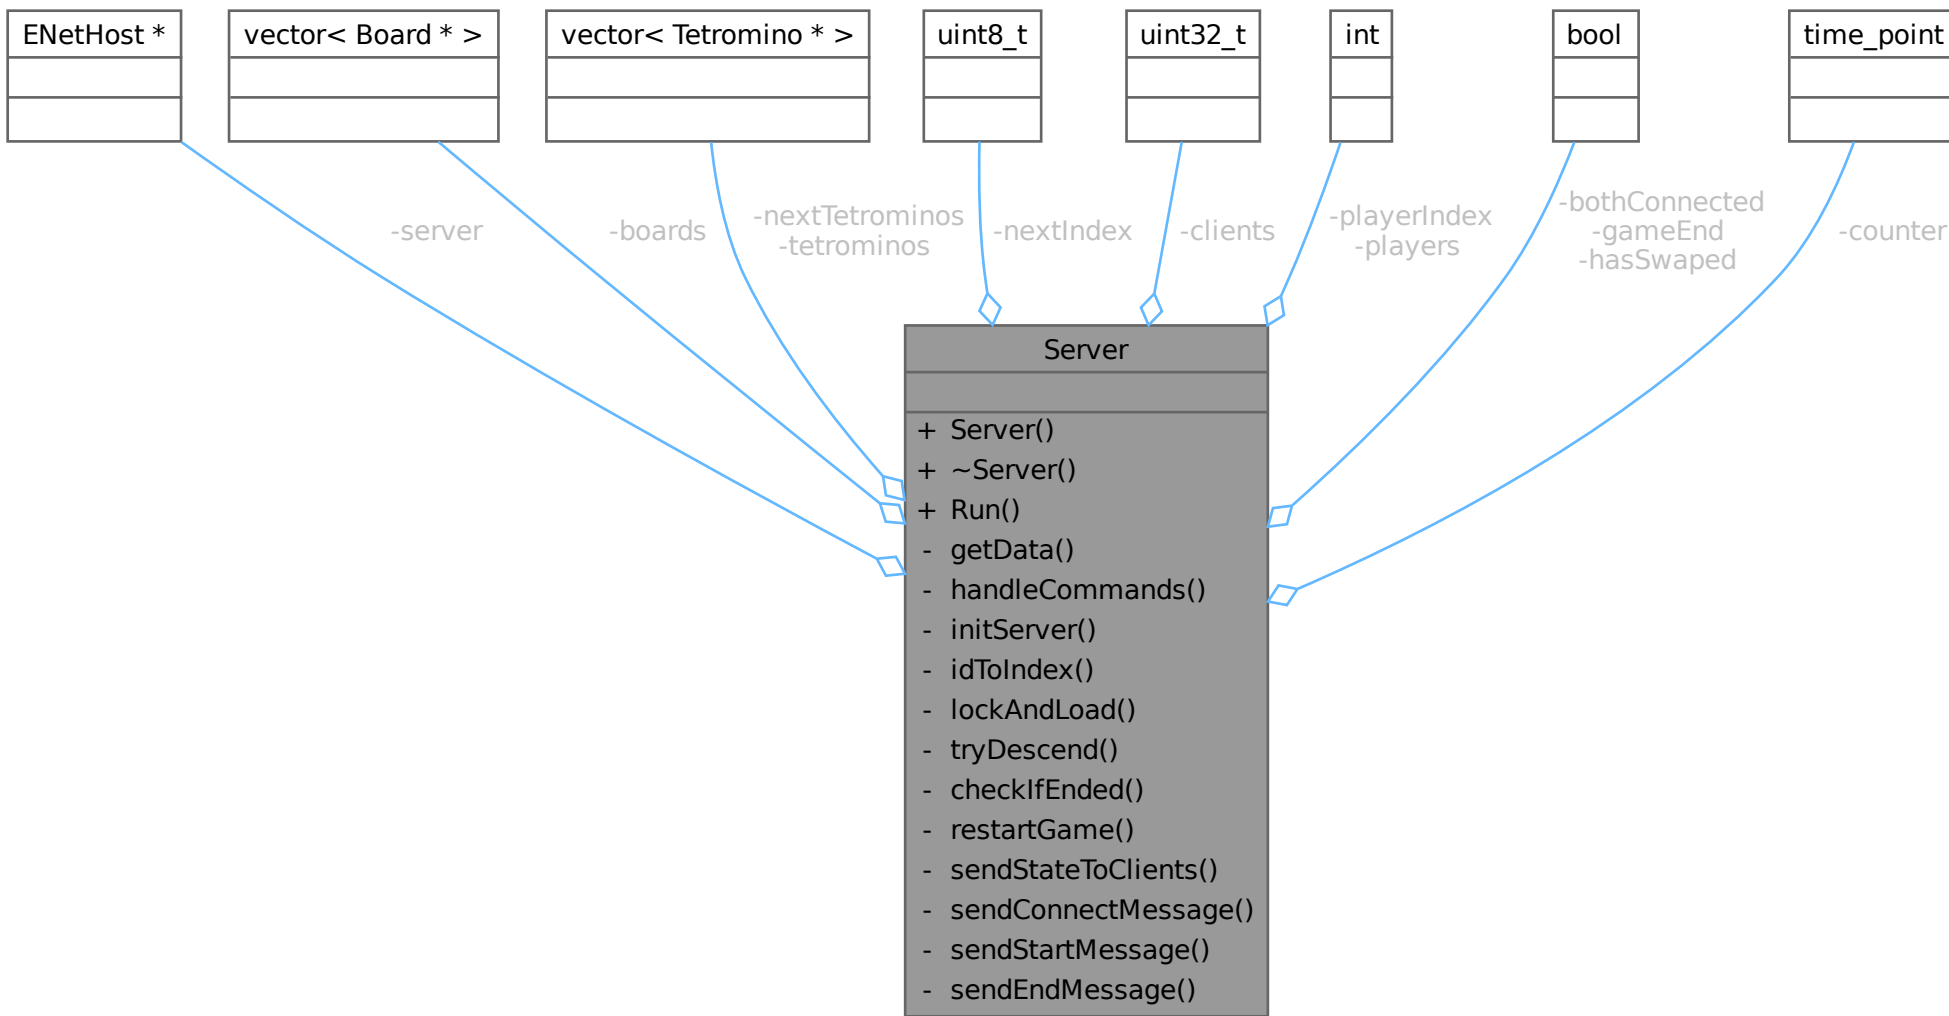 ENetHost *
vector< Board * >
vector< Tetromino * >
uint8_t
uint32_t
int
bool
time_point
-server
-boards
-nextTetrominos
-tetrominos
-nextIndex
-clients
-playerIndex
-players
-bothConnected
-gameEnd
-hasSwaped
-counter
Server
+ Server()
+ ~Server()
+ Run()
- getData()
- handleCommands()
- initServer()
- idToIndex()
- lockAndLoad()
- tryDescend()
- checkIfEnded()
- restartGame()
- sendStateToClients()
- sendConnectMessage()
- sendStartMessage()
- sendEndMessage()